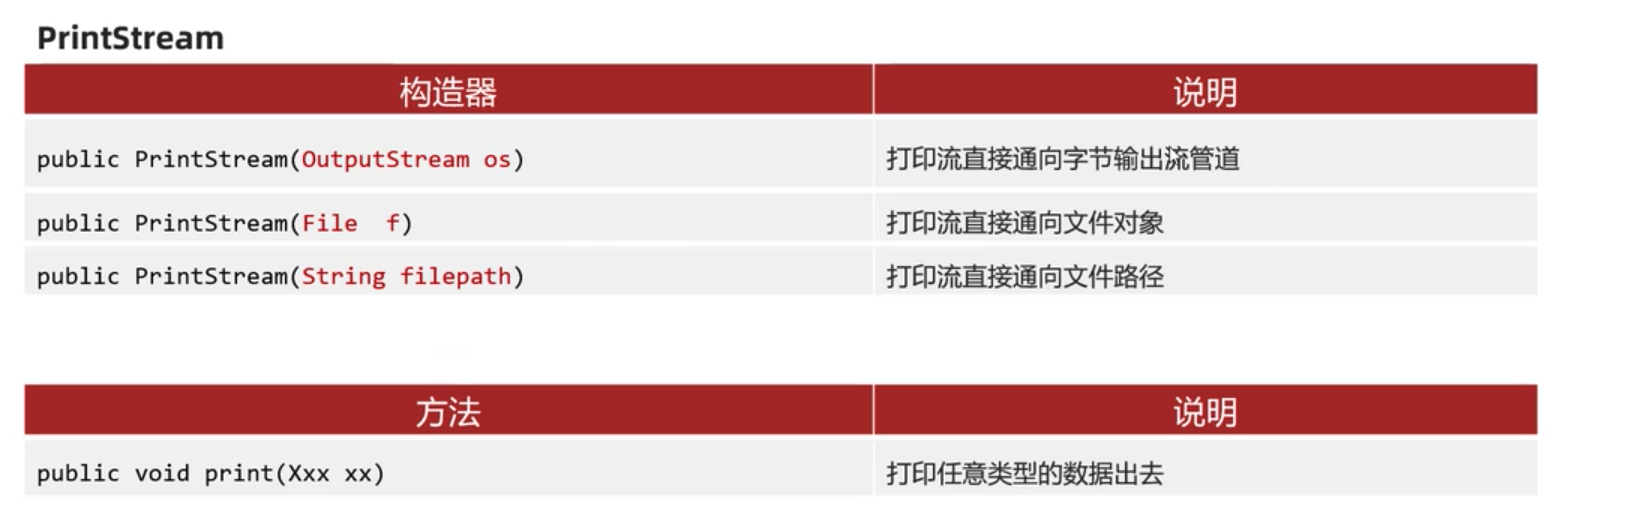 PrintStream
构造器 说明
public PrintStream(OutputStream os) 打印流直接通向字节输出流管道
public PrintStream(File  f) 打印流直接通向文件对象
public PrintStream(String filepath) 打印流直接通向文件路径
方法 说明
public void print(Xxx xx) 打印任意类型的数据出去